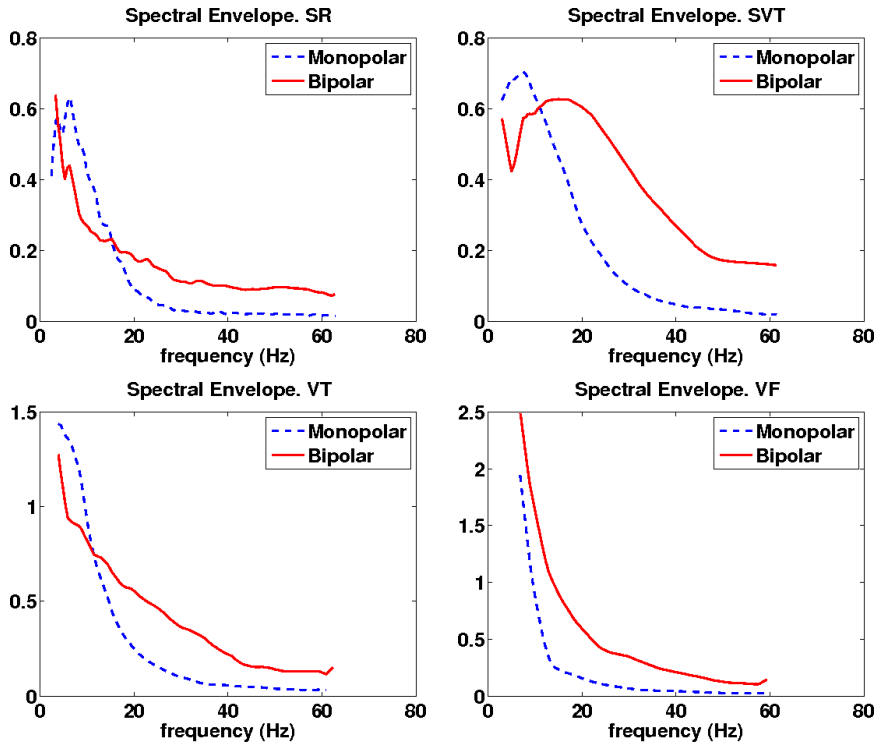 Spectral Envelope. SR
0.8
0.6
0.4
0.2
0
0
20
40
60
80
frequency (Hz)
Monopolar
Bipolar
Spectral Envelope. SVT
0.8
0.6
0.4
0.2
0
0
20
40
60
80
frequency (Hz)
Monopolar
Bipolar
Spectral Envelope. VT
1.5
1
0.5
0
0
20
40
60
80
frequency (Hz)
Monopolar
Bipolar
Spectral Envelope. VF
2.5
2
1.5
1
0.5
0
0
20
40
60
80
frequency (Hz)
Monopolar
Bipolar